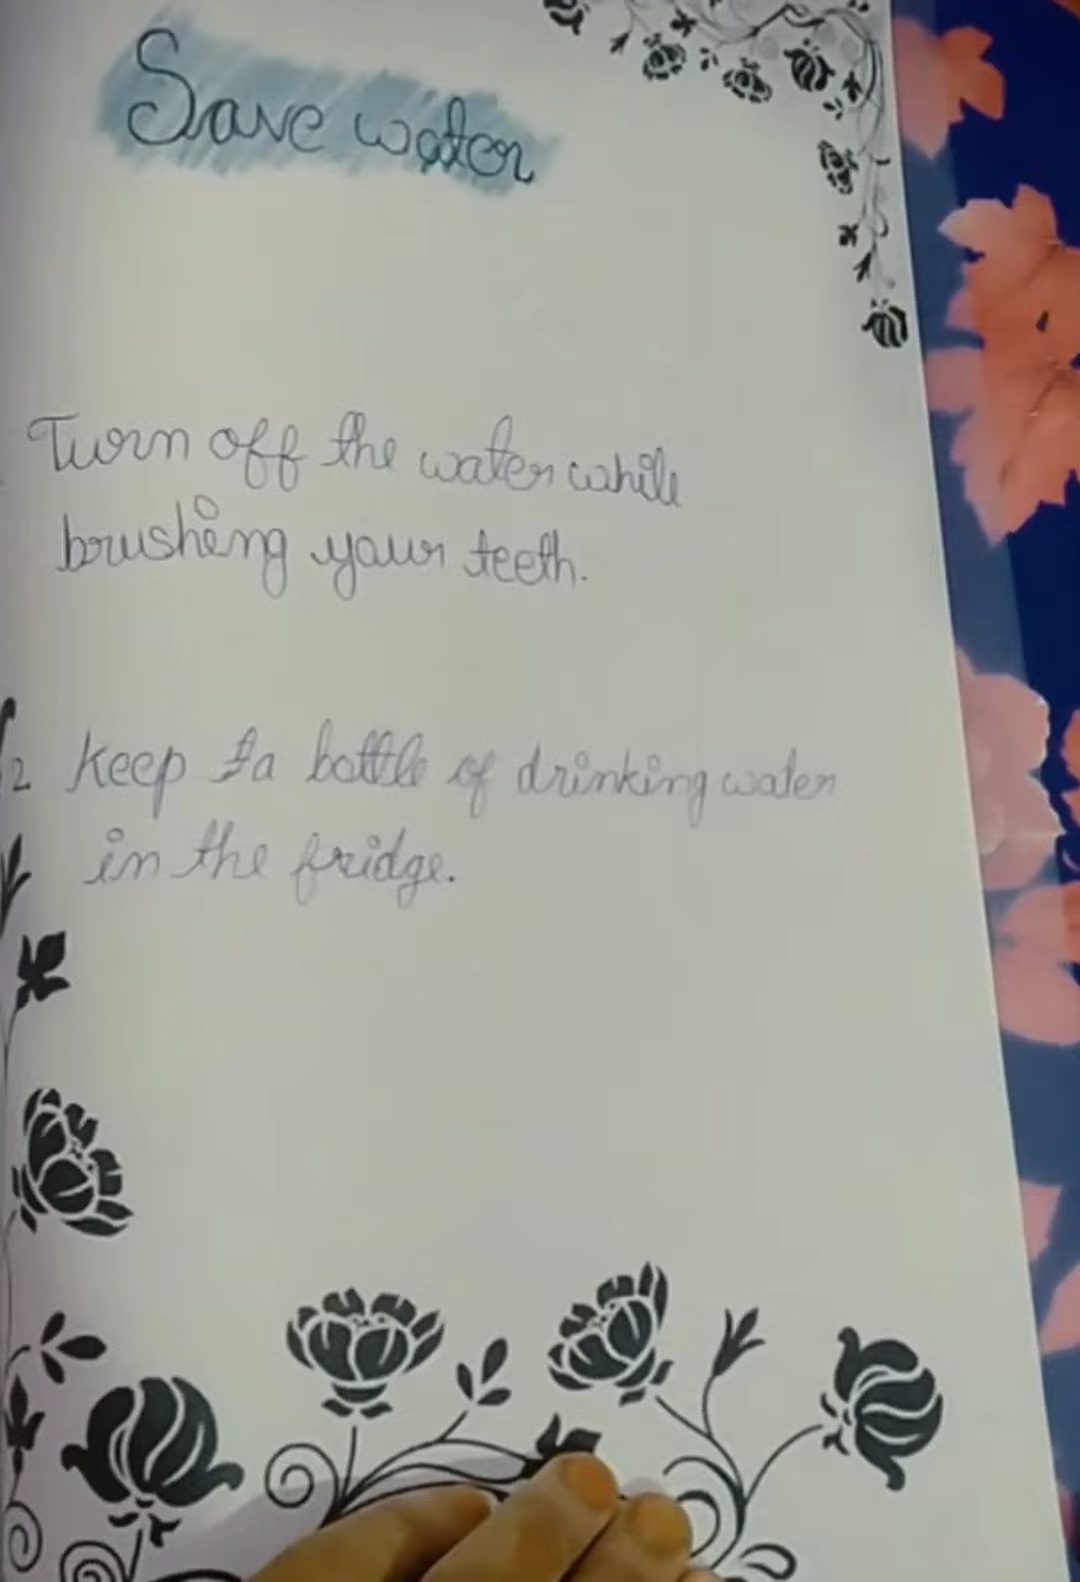 Save water
Turn off the water while
brushing your teeth.
2 Keep a bottle of drinking water
in the fridge.